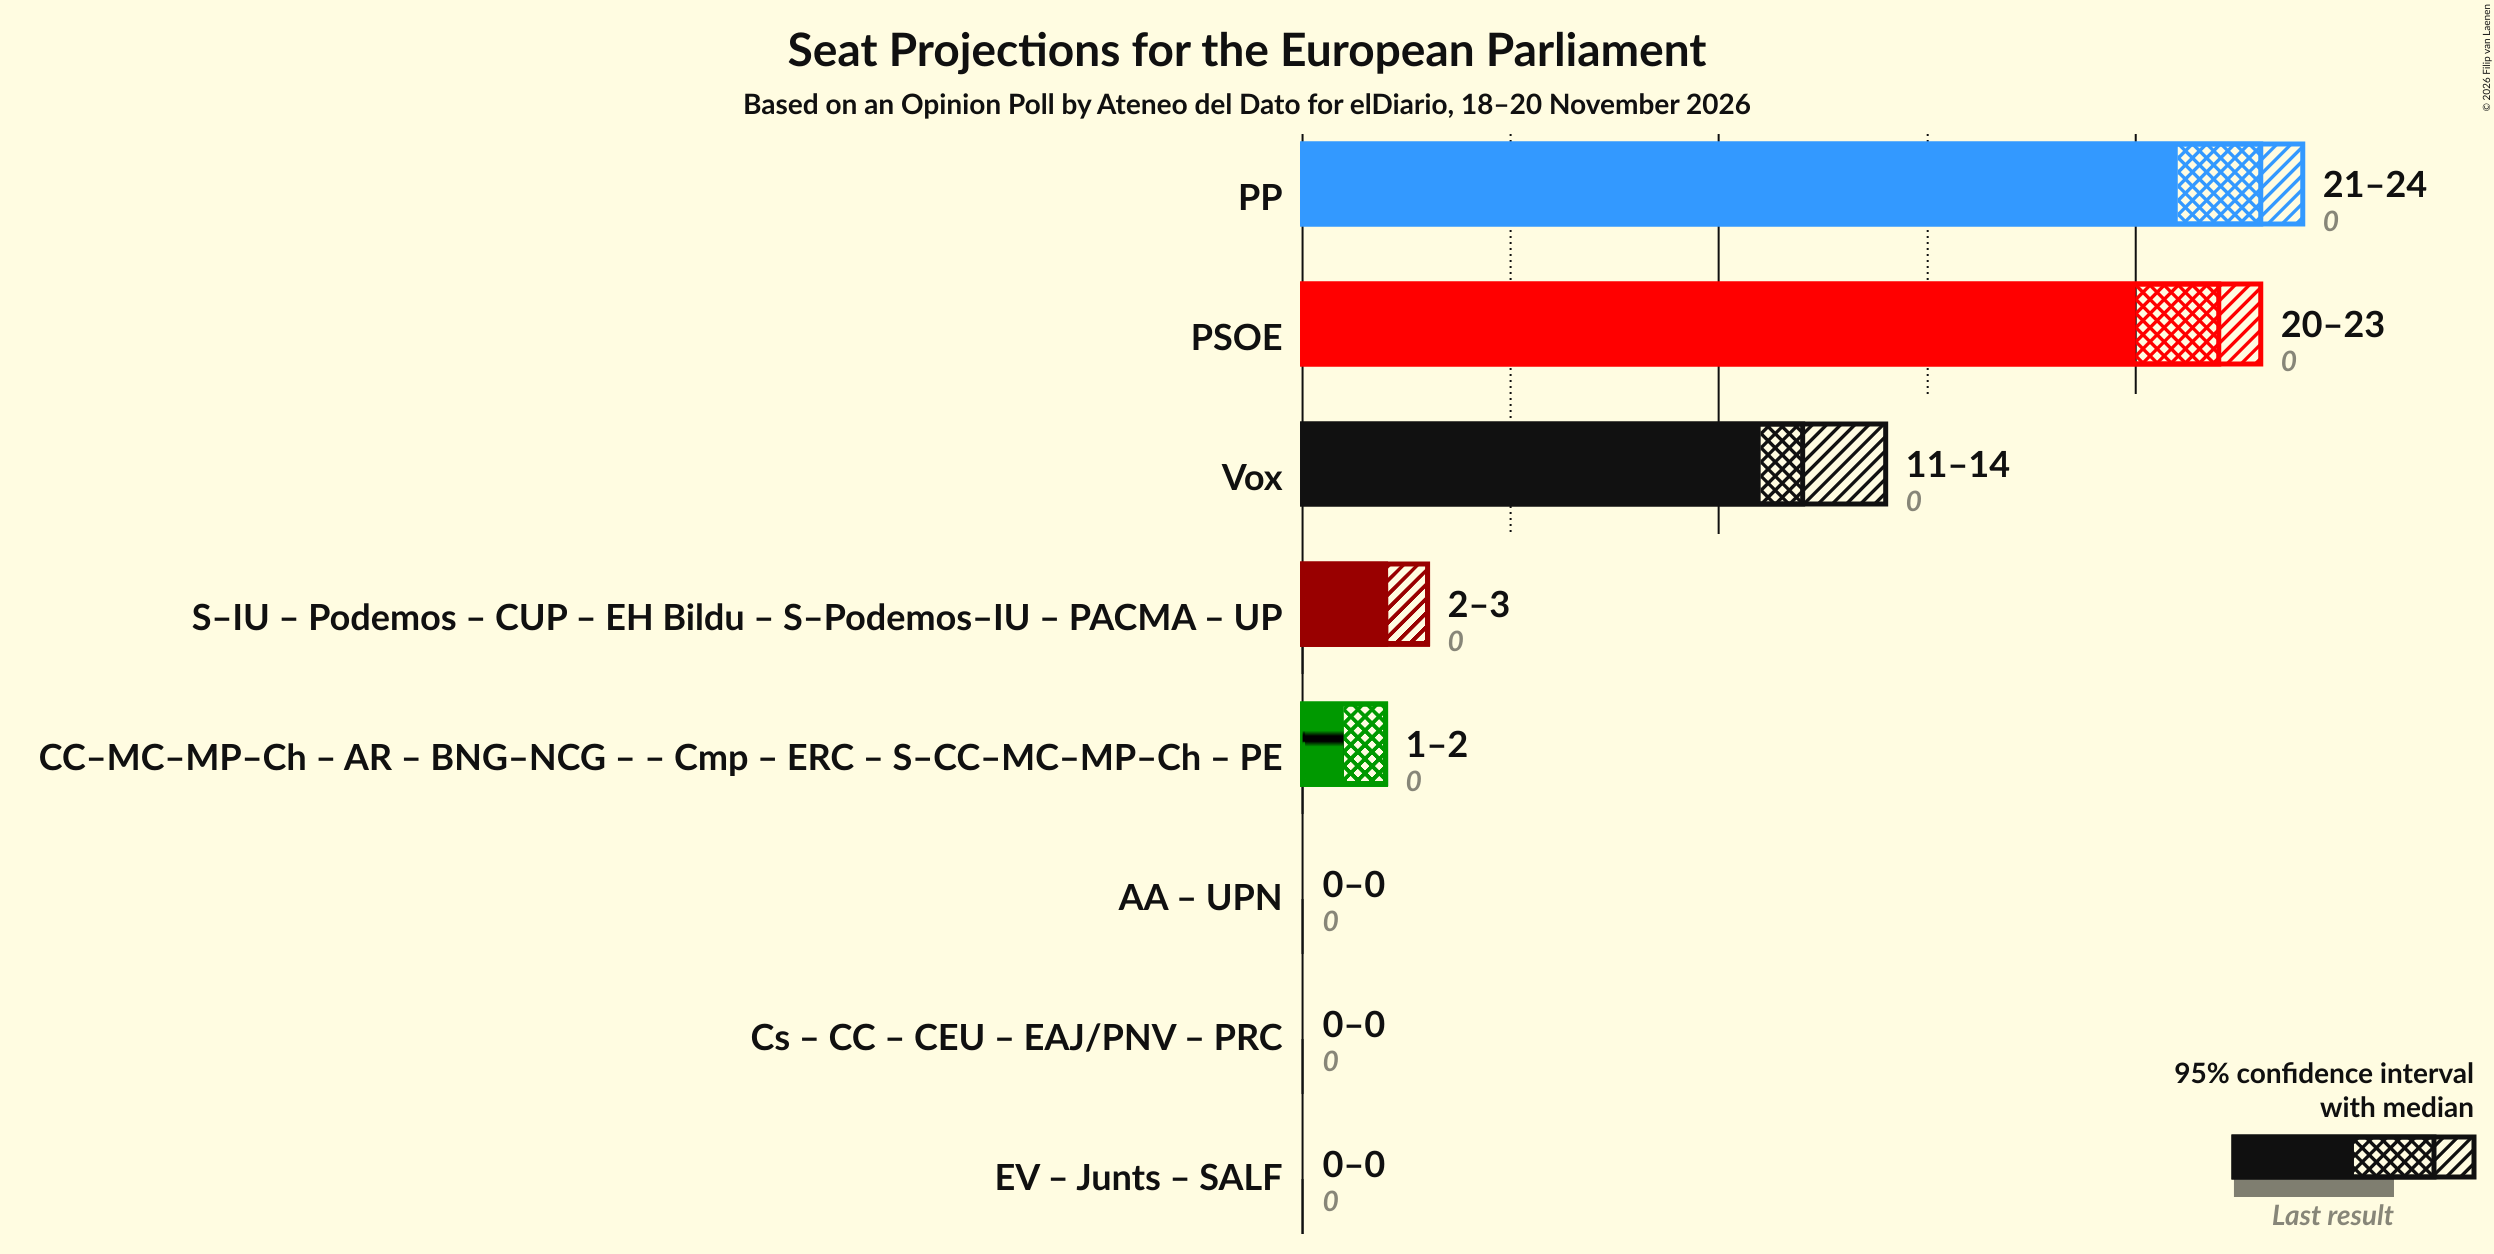 Seat Projections for the European Parliament
Based on an Opinion Poll by Ateneo del Dato for elDiario, 18–20 November 2026
© 2026 Filip van Laenen
PP
21–24
0
PSOE
20–23
0
Vox
11–14
0
S–IU – Podemos – CUP – EH Bildu – S–Podemos–IU – PACMA – UP
2–3
0
CC–MC–MP–Ch – AR – BNG–NCG – – Cmp – ERC – S–CC–MC–MP–Ch – PE
1–2
0
AA – UPN
0–0
0
Cs – CC – CEU – EAJ/PNV – PRC
0–0
0
EV – Junts – SALF
0–0
0
95% confidence interval
with median
Last result